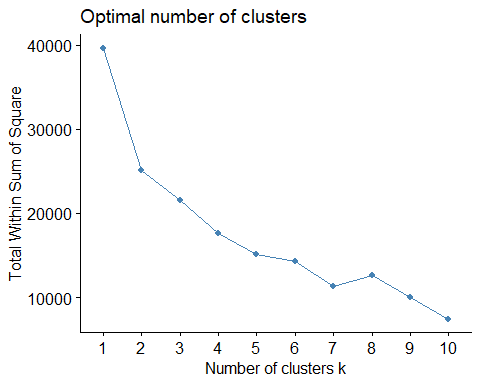 Optimal number of clusters
Total Within Sum of Square
40000
30000
20000
10000
1 2 3 4 5 6 7 8 9 10
Number of clusters k